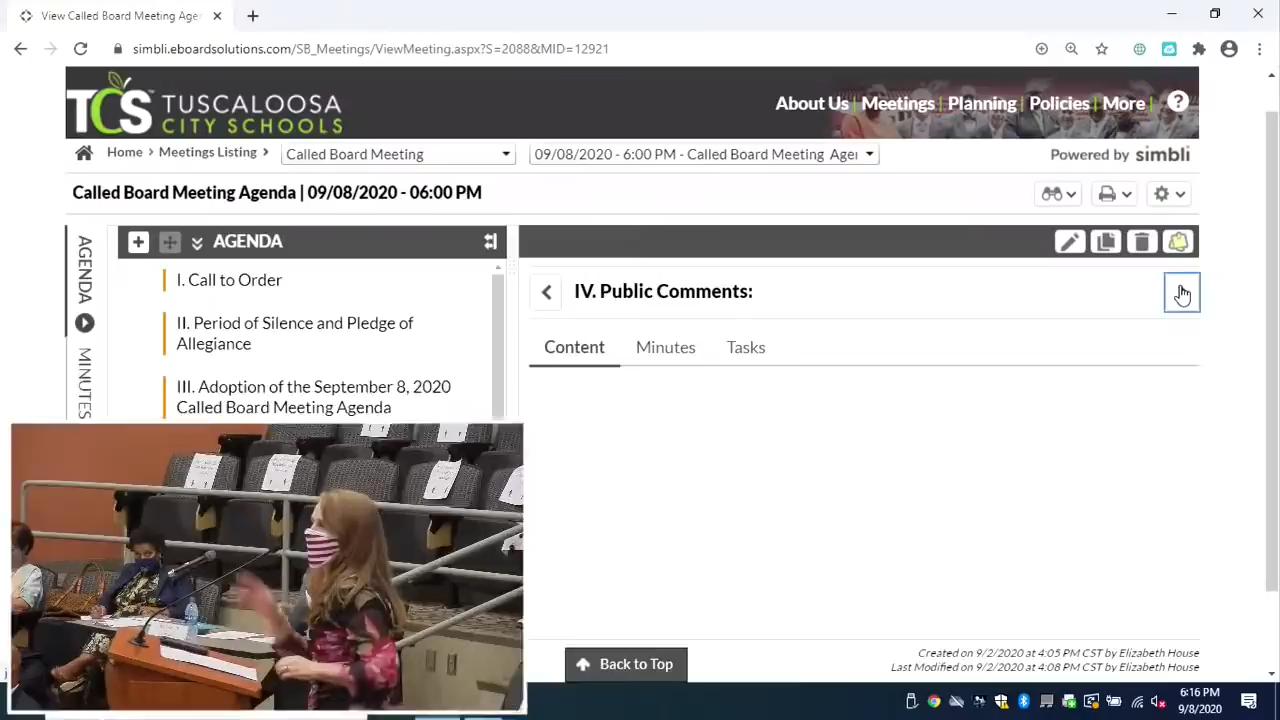 View Called Board Meeting Age
simbli.eboardsolutions.com/SB_Meetings/ViewMeeting.aspx?S=2088&MID=12921
TCS TUSCALOOSA
CITY SCHOOLS
About Us | Meetings | Planning | Policies | More |
Home > Meetings Listing > Called Board Meeting 09/08/2020 - 6:00 PM - Called Board Meeting Agei Powered by simbli
Called Board Meeting Agenda | 09/08/2020 - 06:00 PM
AGENDA
MINUTES
AGENDA
I. Call to Order
II. Period of Silence and Pledge of
Allegiance
III. Adoption of the September 8, 2020
Called Board Meeting Agenda
IV. Public Comments:
Content Minutes Tasks
Back to Top
Created on 9/2/2020 at 4:05 PM CST by Elizabeth House
Last Modified on 9/2/2020 at 4:08 PM CST by Elizabeth House
6:16 PM
9/8/2020